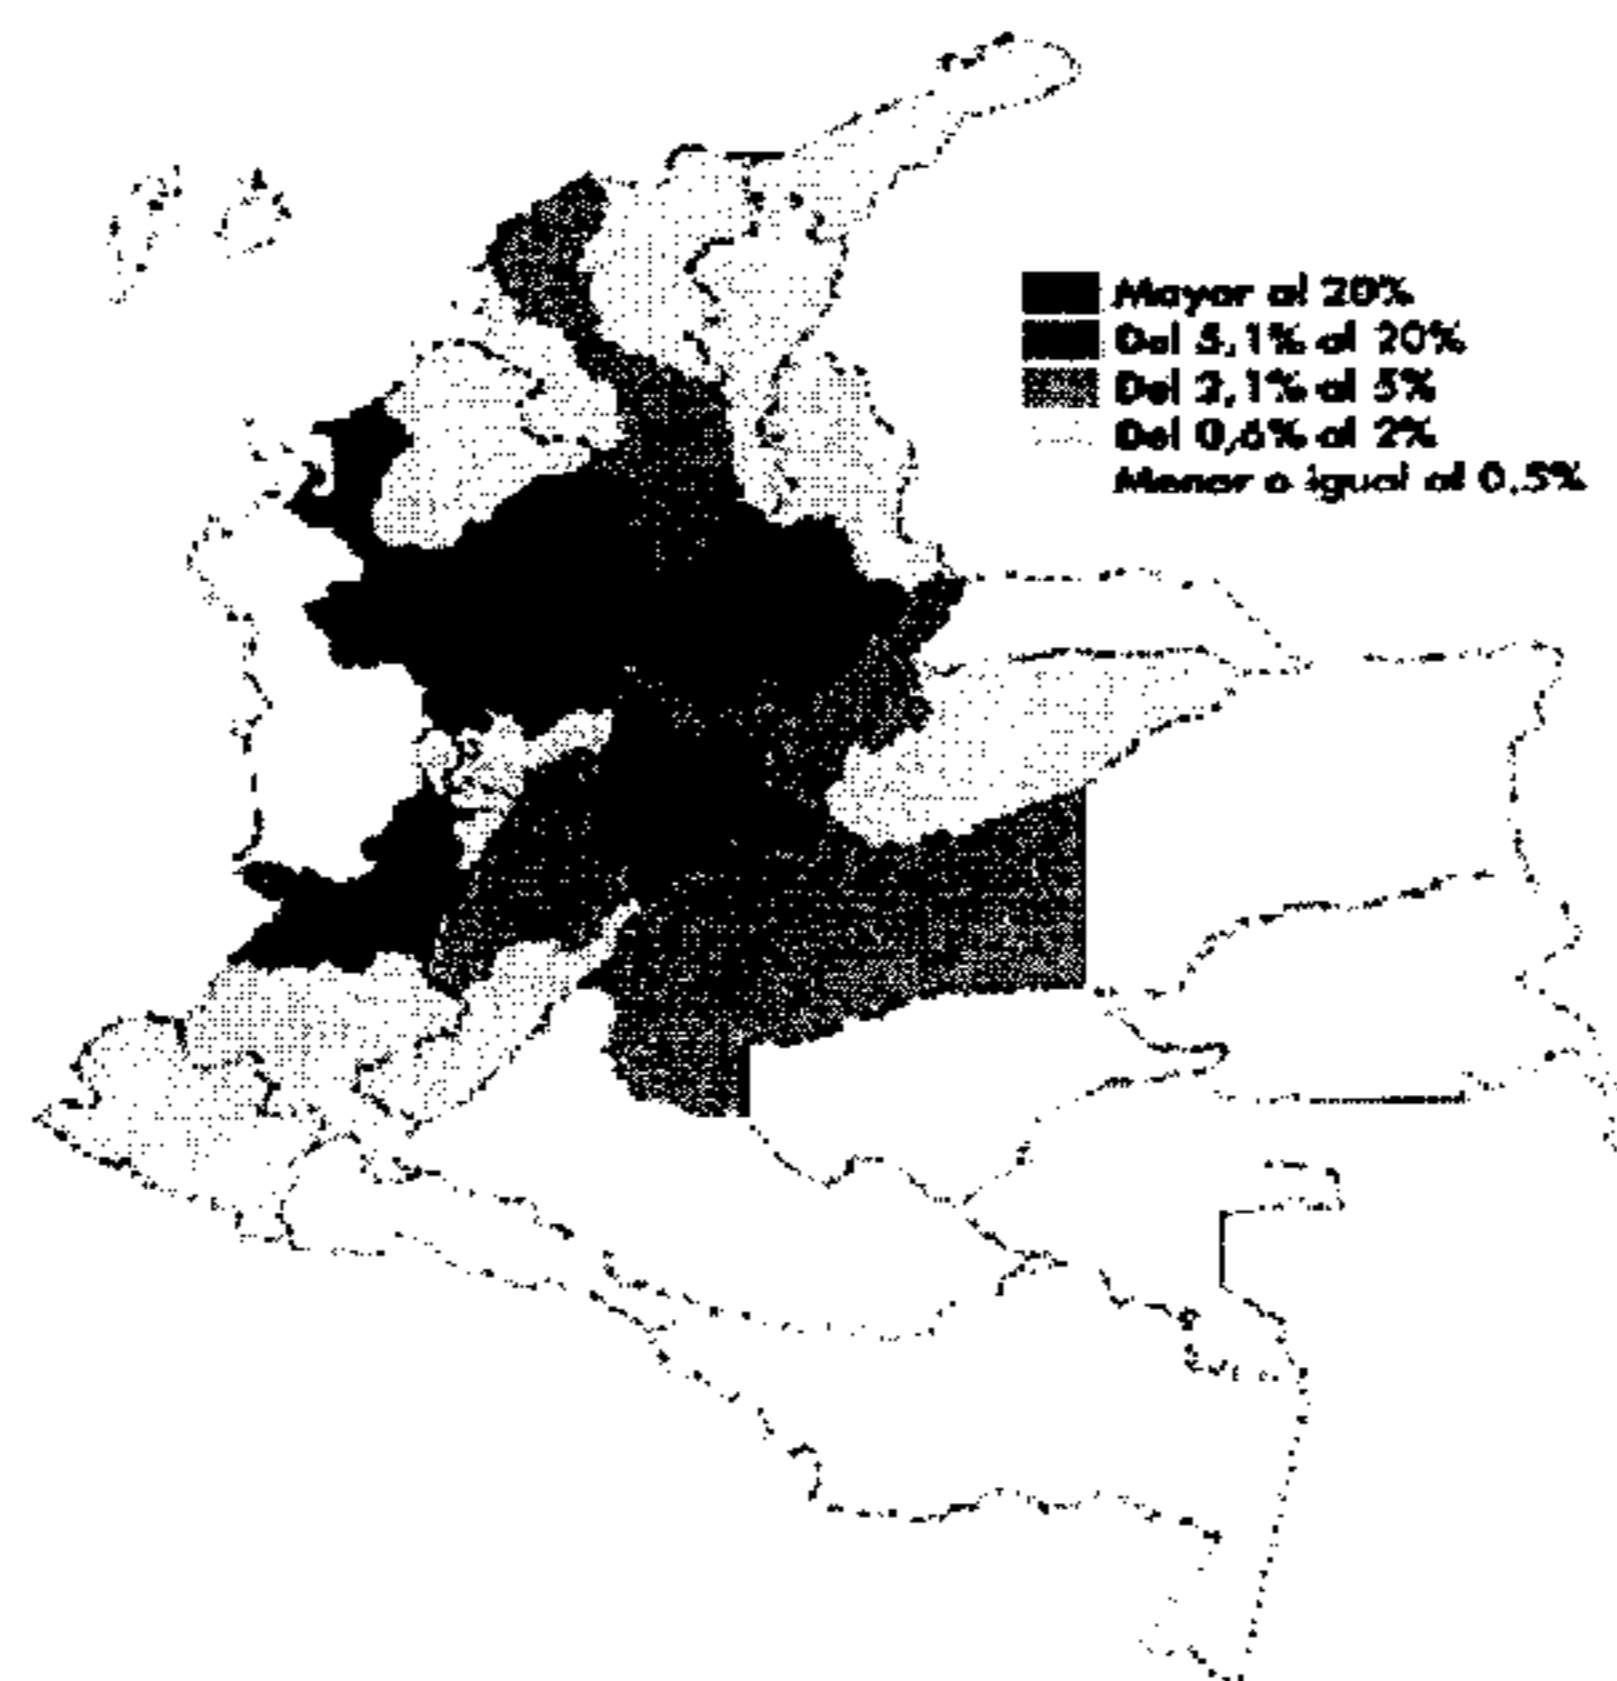 Mayor al 20%
Del 5,1% al 20%
Del 2,1% al 5%
Del 0,6% al 2%
Menor o igual al 0.5%